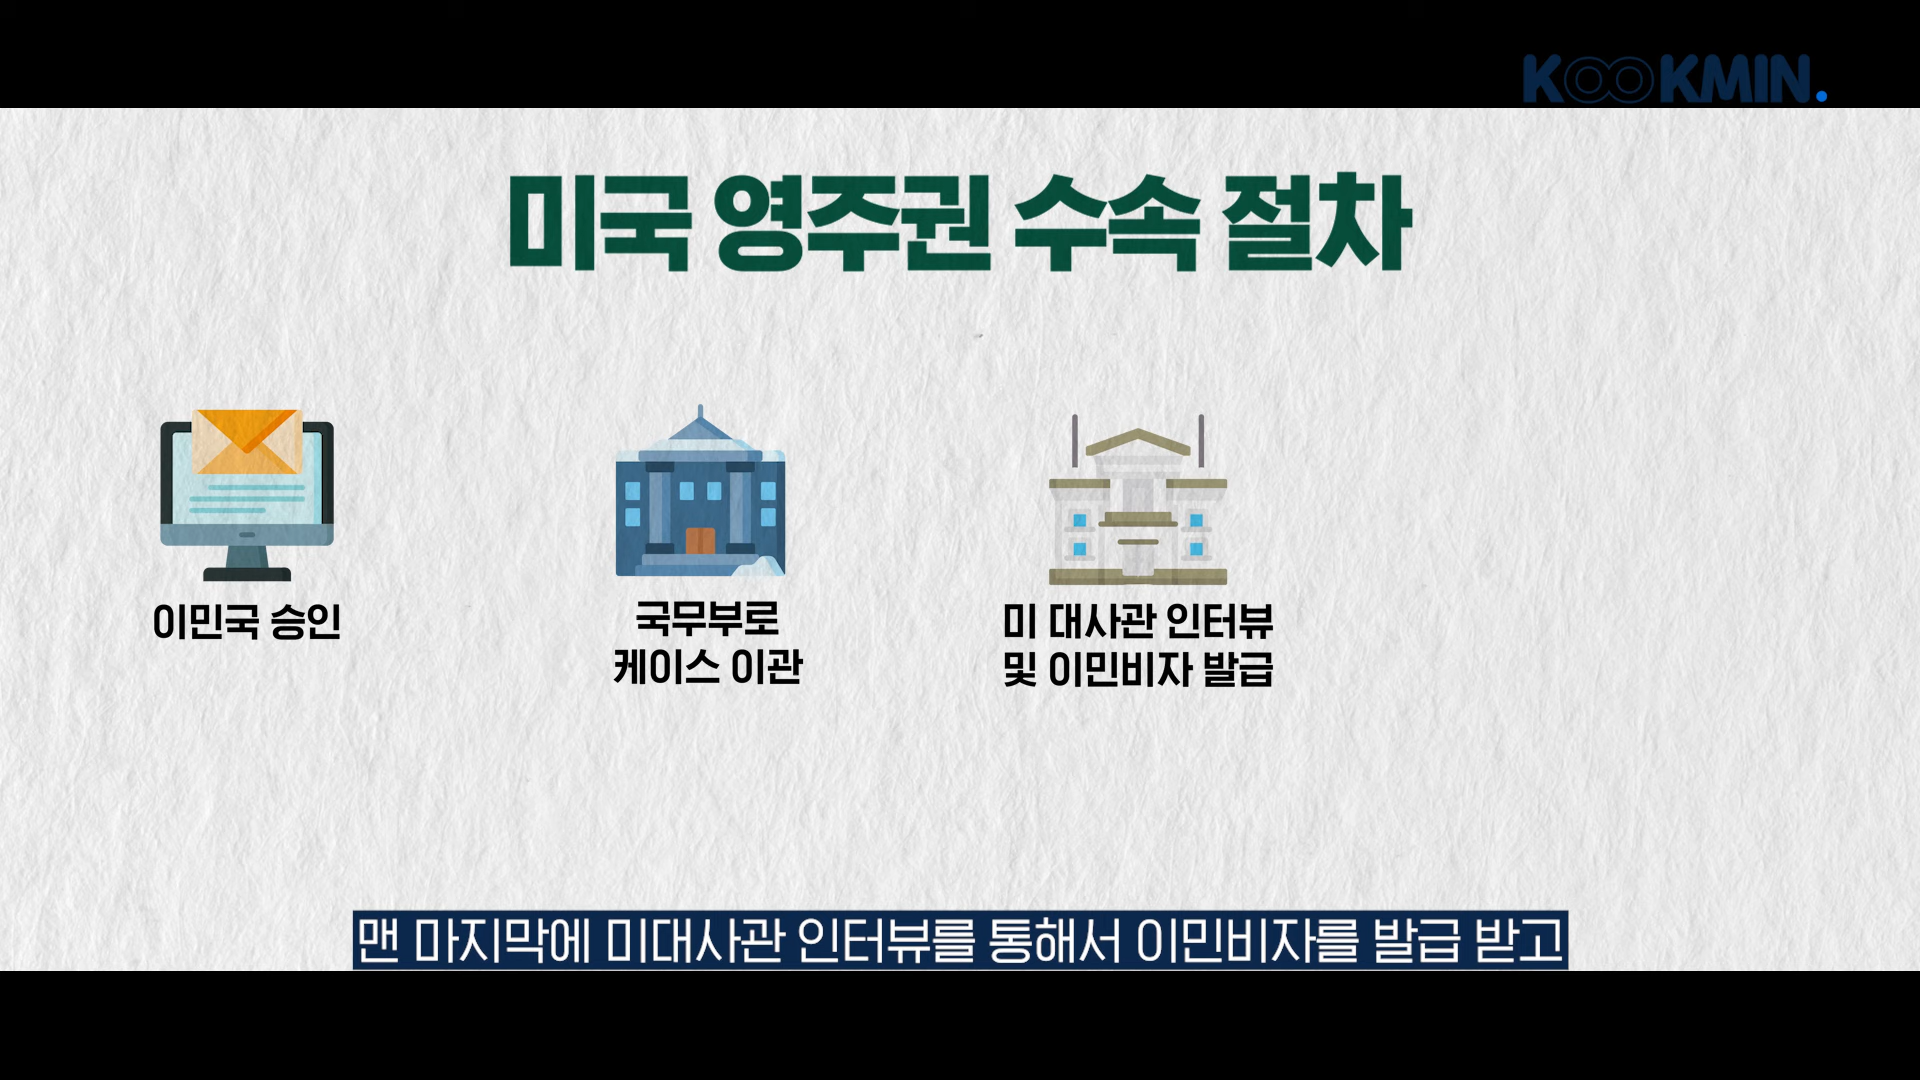 KOOKMIN.
미국 영주권 수속 절차
이민국 승인
국무부로
케이스 이관
미 대사관 인터뷰
및 이민비자 발급
맨 마지막에 미대사관 인터뷰를 통해서 이민비자를 발급 받고